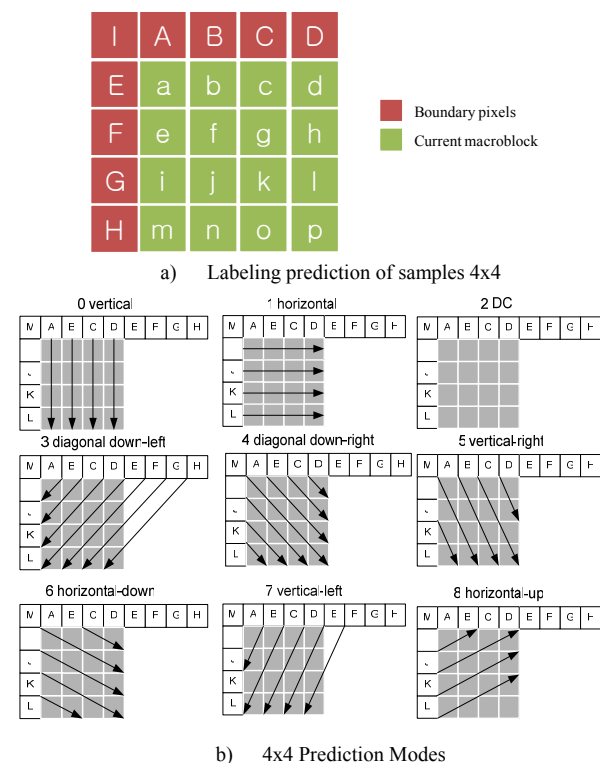 I A B C D
E a b c d
F e f g h
G i j k l
H m n o p
Boundary pixels
Current macroblock
a) Labeling prediction of samples 4x4
0 vertical
M A E C D E F G H
K
L
1 horizontal
M A E C D E F G H
K
L
2 DC
M A B C D E F G H
K
L
3 diagonal down-left
M A B C D E F G H
K
L
4 diagonal down-right
M A B C D E F G H
K
L
5 vertical-right
M A B C D E F G H
K
L
6 horizontal-down
M A B C D E F G H
K
L
7 vertical-left
M A B C D E F G H
K
L
8 horizontal-up
M A B C D E F G H
K
L
b) 4x4 Prediction Modes